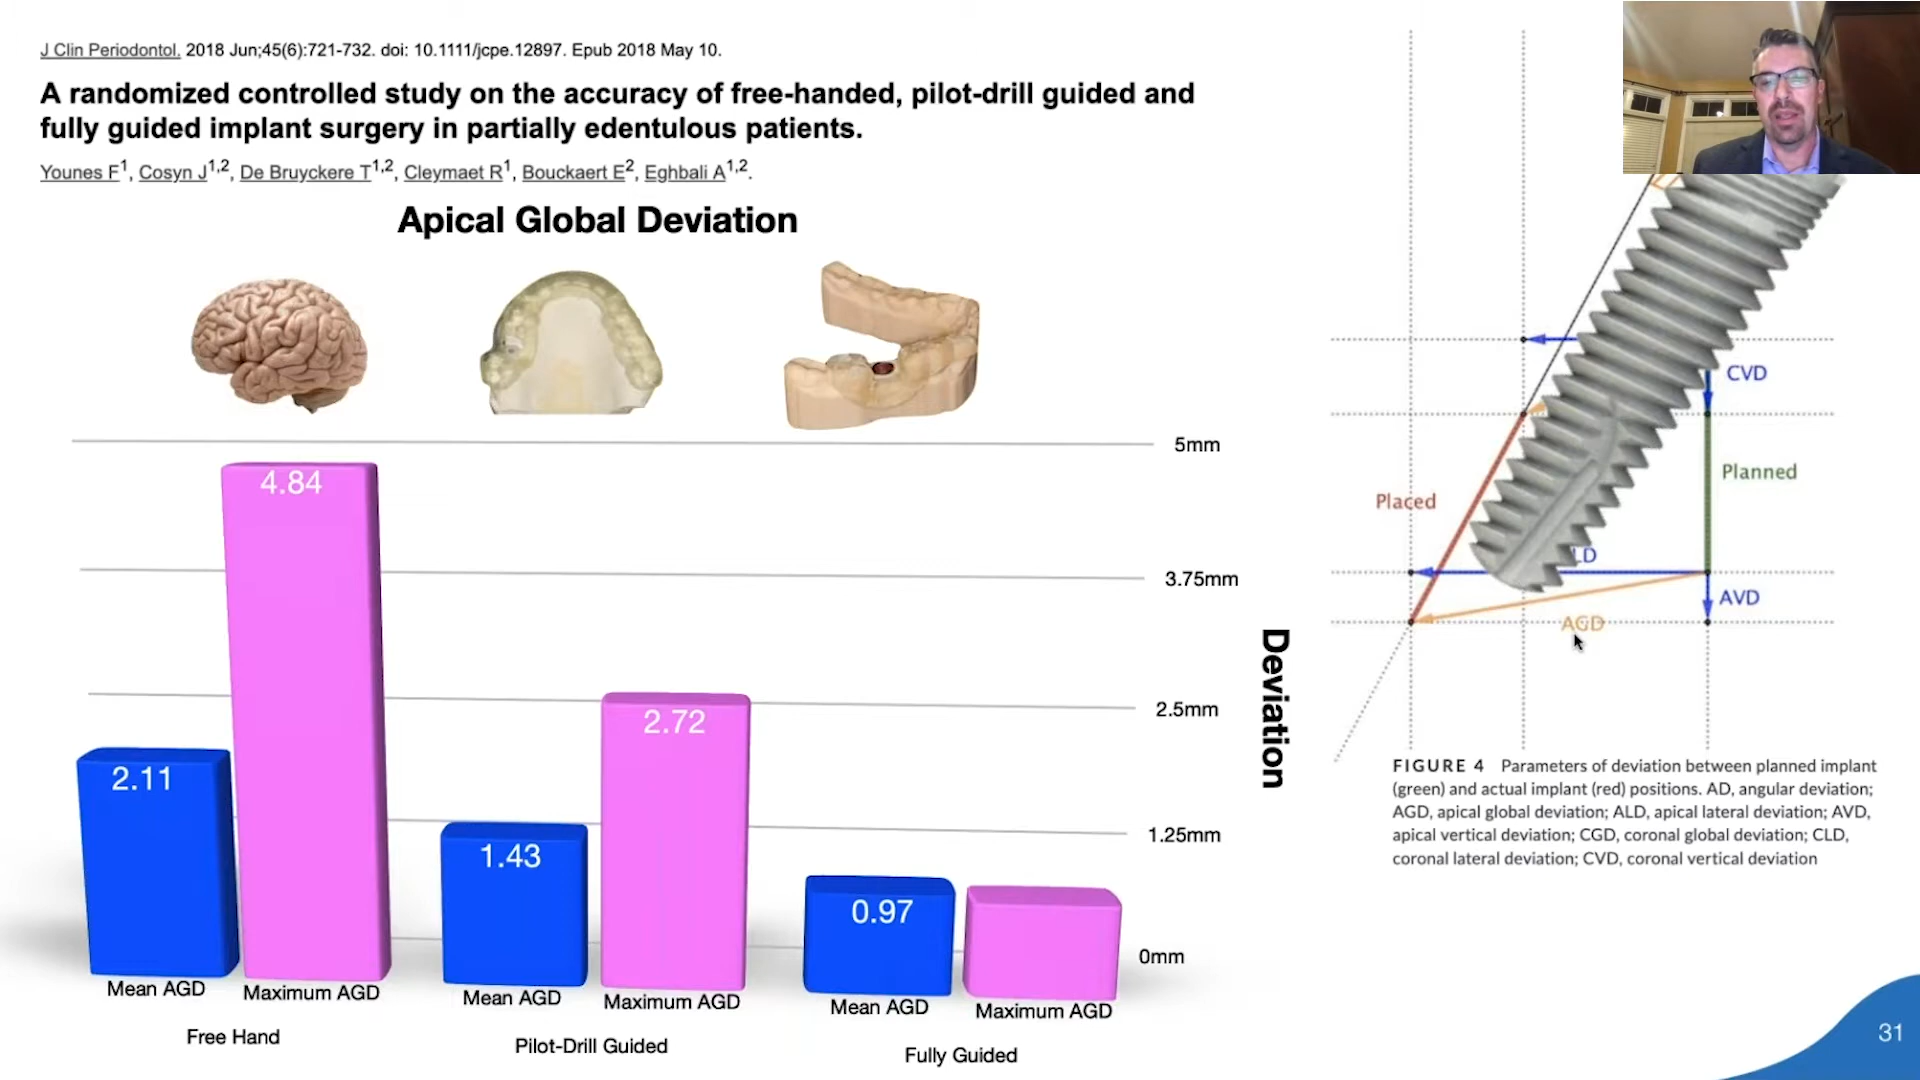 J Clin Periodontol. 2018 Jun;45(6):721-732. doi: 10.1111/jcpe.12897. Epub 2018 May 10.
A randomized controlled study on the accuracy of free-handed, pilot-drill guided and
fully guided implant surgery in partially edentulous patients.
Younes F1, Cosyn J1,2, De Bruyckere T1,2, Cleymaet R1, Bouckaert E2, Eghbali A1,2.
Apical Global Deviation
5mm
3.75mm
2.5mm
1.25mm
0mm
Deviation
4.84
2.11
2.72
1.43
0.97
Mean AGD
Maximum AGD
Mean AGD
Maximum AGD
Mean AGD
Maximum AGD
Free Hand
Pilot-Drill Guided
Fully Guided
CVD
Planned
Placed
LD
AVD
AGD
FIGURE 4 Parameters of deviation between planned implant
(green) and actual implant (red) positions. AD, angular deviation;
AGD, apical global deviation; ALD, apical lateral deviation; AVD,
apical vertical deviation; CGD, coronal global deviation; CLD,
coronal lateral deviation; CVD, coronal vertical deviation
31